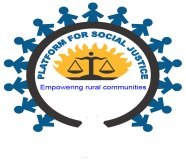 PLATFORM FOR SOCIAL JUSTICE
Empowering rural communities